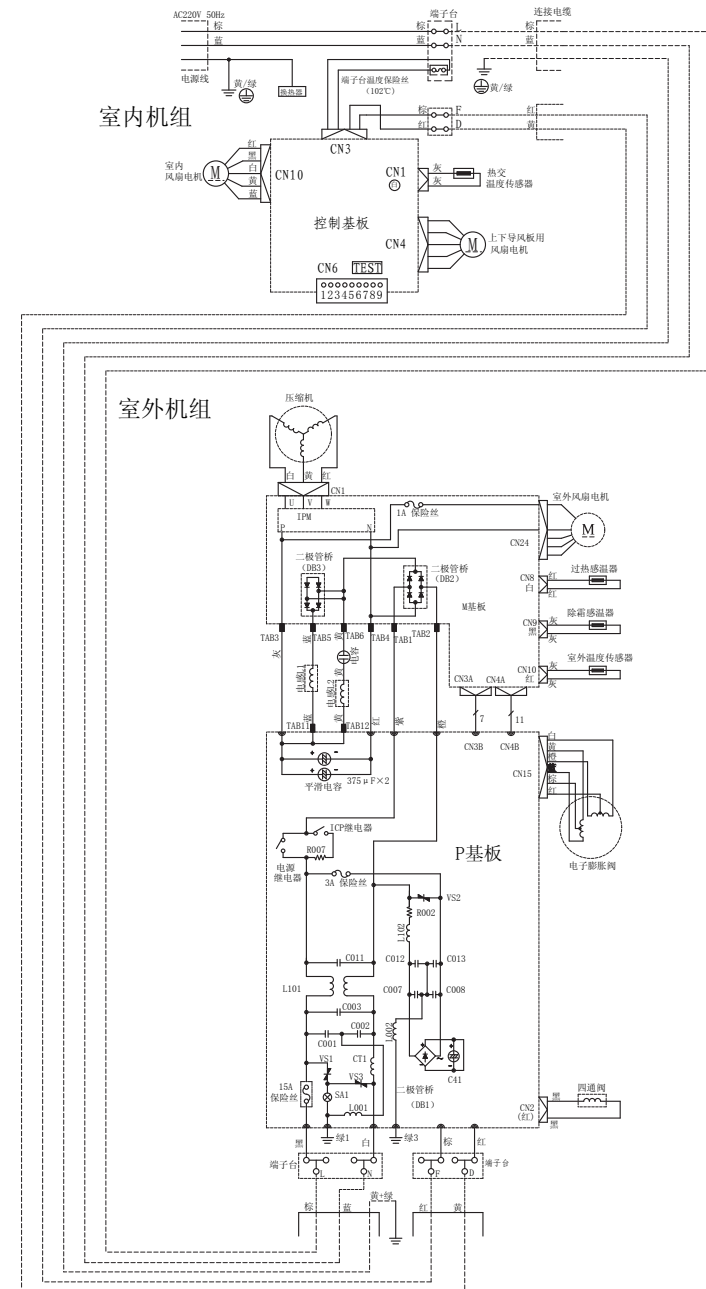 AC220V 50Hz
端子台
连接电缆
棕
棕
L
棕
蓝
蓝
N
蓝
电源线
黄/绿
换热器
端子台温度保险丝
(102℃)
黄/绿
室内机组
棕
F
红
红
D
黄
CN3
红
黑
白
黄
蓝
室内
风扇电机
M
CN10
CN1
白
灰
灰
热交
温度传感器
控制基板
CN4
M
上下导风板用
风扇电机
CN6
TEST
123456789
室外机组
压缩机
白
黄
红
CN1
U
V
W
IPM
P
N
1A 保险丝
室外风扇电机
M
CN24
二极管桥
(DB3)
二极管桥
(DB2)
M基板
CN8
白
红
红
过热感温器
CN9
黑
灰
灰
除霜感温器
CN10
红
灰
灰
室外温度传感器
TAB3
TAB5
TAB6
TAB4
TAB1
TAB2
灰
蓝
黄
电容
电感L1
黄
电感L2
蓝
黄
红
紫
橙
CN3A
CN4A
7
11
CN3B
CN4B
TAB11
TAB12
375μF×2
平滑电容
CN15
白
黄
橙
棕
红
电子膨胀阀
ICP继电器
R007
电源
继电器
P基板
3A 保险丝
VS2
R002
L102
C011
C012
C013
L101
C007
C008
C003
C002
C001
L002
VS1
CT1
VS3
C41
15A
保险丝
SA1
L001
二极管桥
(DB1)
CN2
(红)
黑
黑
四通阀
黑
绿1
白
绿3
棕
红
端子台
L
N
F
D
端子台
黄+绿
棕
蓝
红
黄